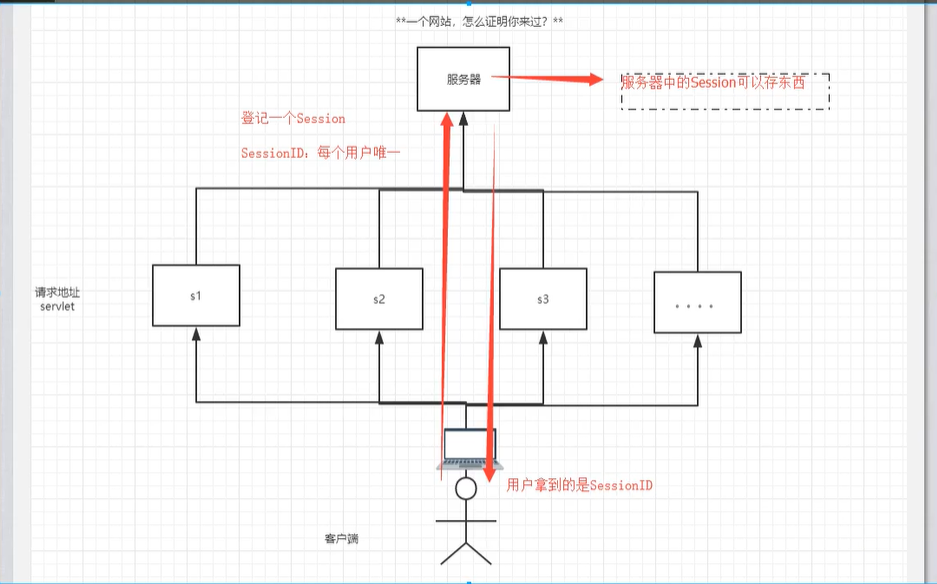 **一个网站，怎么证明你来过？**
服务器
服务器中的Session可以存东西
登记一个Session
SessionID：每个用户唯一
请求地址
servlet
s1
s2
s3
. . . .
用户拿到的是SessionID
客户端